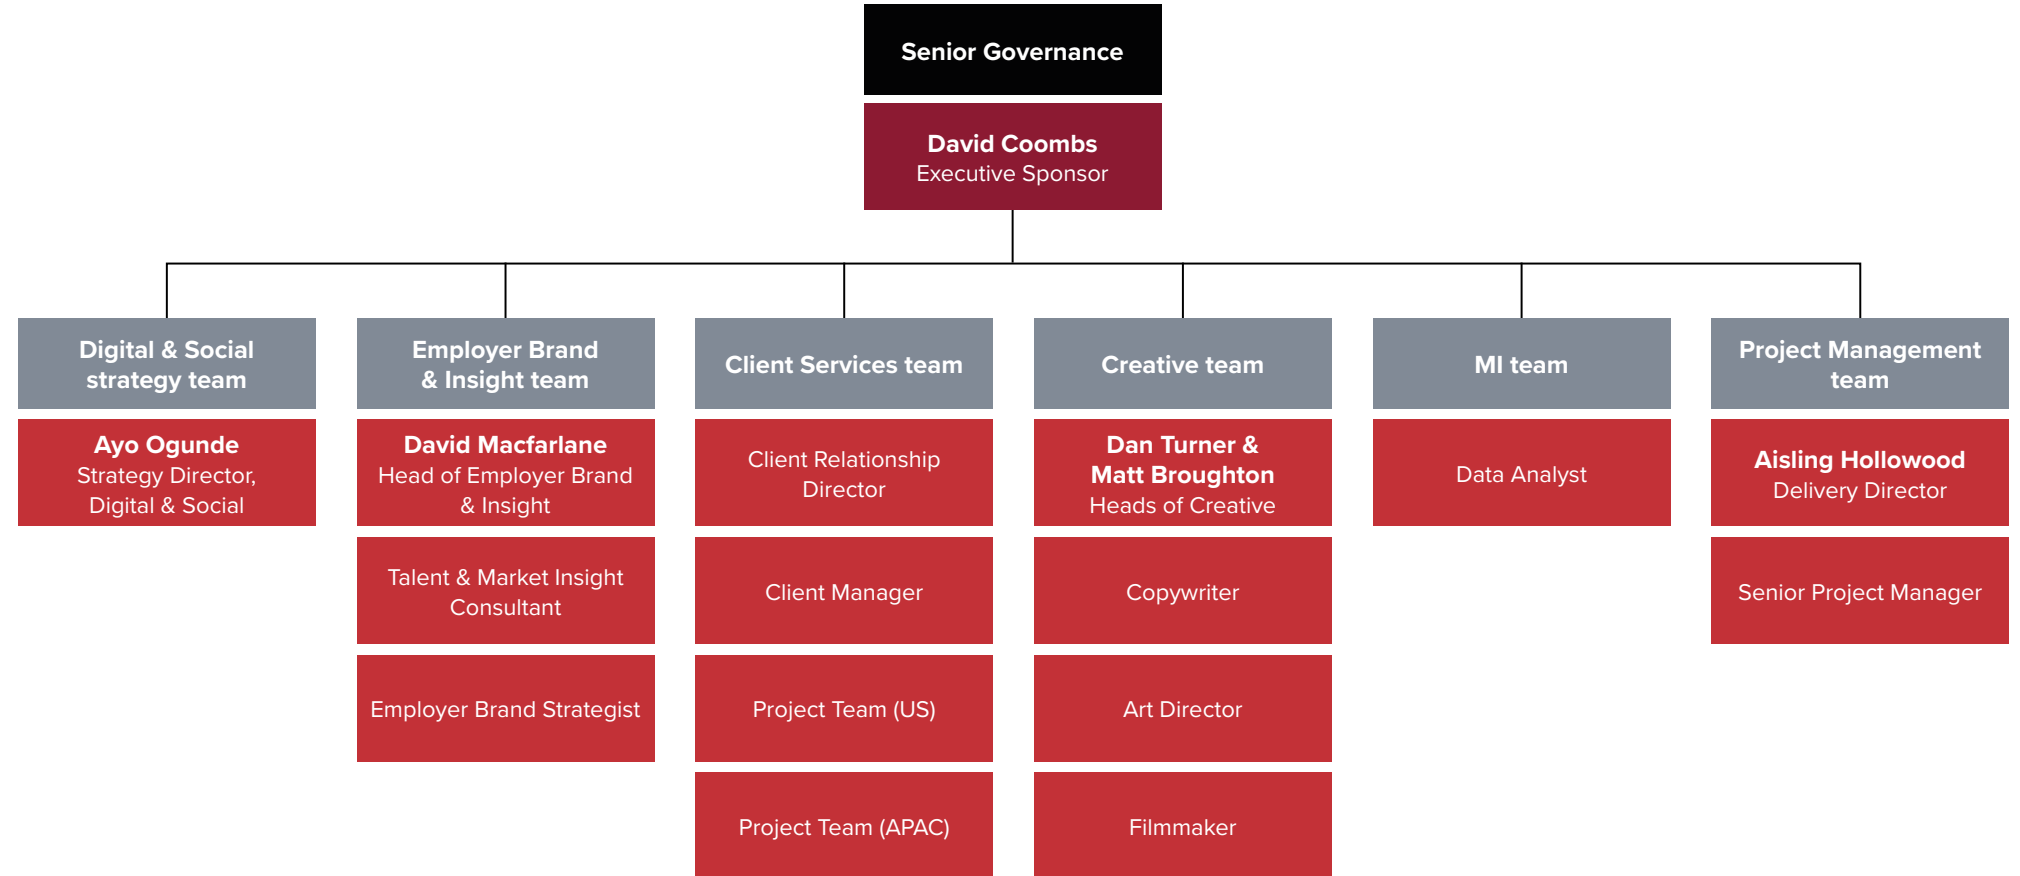 Senior Governance
David Coombs
Executive Sponsor
Digital & Social
strategy team
Ayo Ogunde
Strategy Director,
Digital & Social
Employer Brand
& Insight team
David Macfarlane
Head of Employer Brand
& Insight
Talent & Market Insight
Consultant
Employer Brand Strategist
Client Services team
Client Relationship
Director
Client Manager
Project Team (US)
Project Team (APAC)
Creative team
Dan Turner &
Matt Broughton
Heads of Creative
Copywriter
Art Director
Filmmaker
MI team
Data Analyst
Project Management
team
Aisling Hollowood
Delivery Director
Senior Project Manager